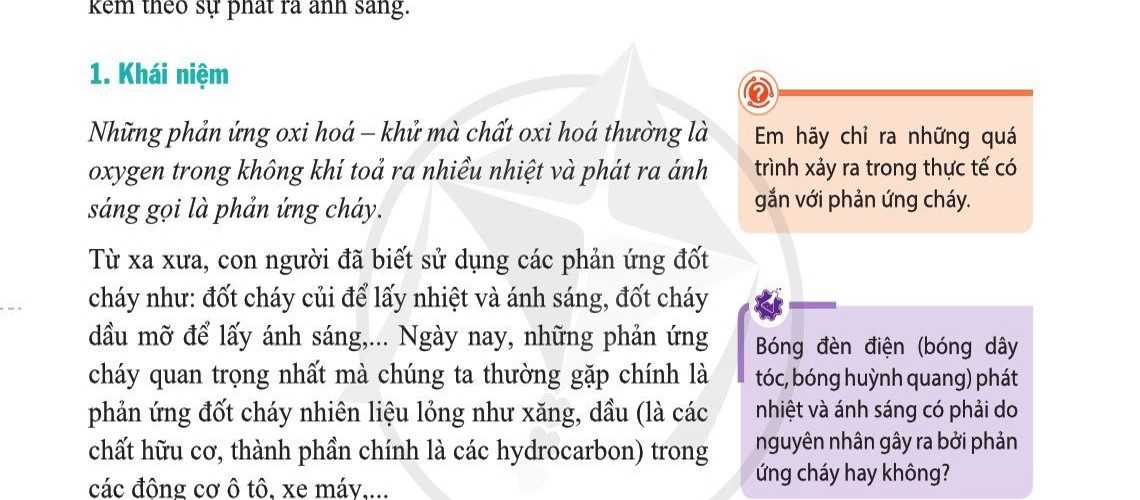 kèm theo sự phát ra ánh sáng.
1. Khái niệm
Những phản ứng oxi hoá – khử mà chất oxi hoá thường là
oxygen trong không khí toả ra nhiều nhiệt và phát ra ánh
sáng gọi là phản ứng cháy.
Từ xa xưa, con người đã biết sử dụng các phản ứng đốt
cháy như: đốt cháy củi để lấy nhiệt và ánh sáng, đốt cháy
dầu mỡ để lấy ánh sáng,... Ngày nay, những phản ứng
cháy quan trọng nhất mà chúng ta thường gặp chính là
phản ứng đốt cháy nhiên liệu lỏng như xăng, dầu (là các
chất hữu cơ, thành phần chính là các hydrocarbon) trong
các động cơ ô tô, xe máy,...
Em hãy chỉ ra những quá
trình xảy ra trong thực tế có
gắn với phản ứng cháy.
Bóng đèn điện (bóng dây
tóc, bóng huỳnh quang) phát
nhiệt và ánh sáng có phải do
nguyên nhân gây ra bởi phản
ứng cháy hay không?